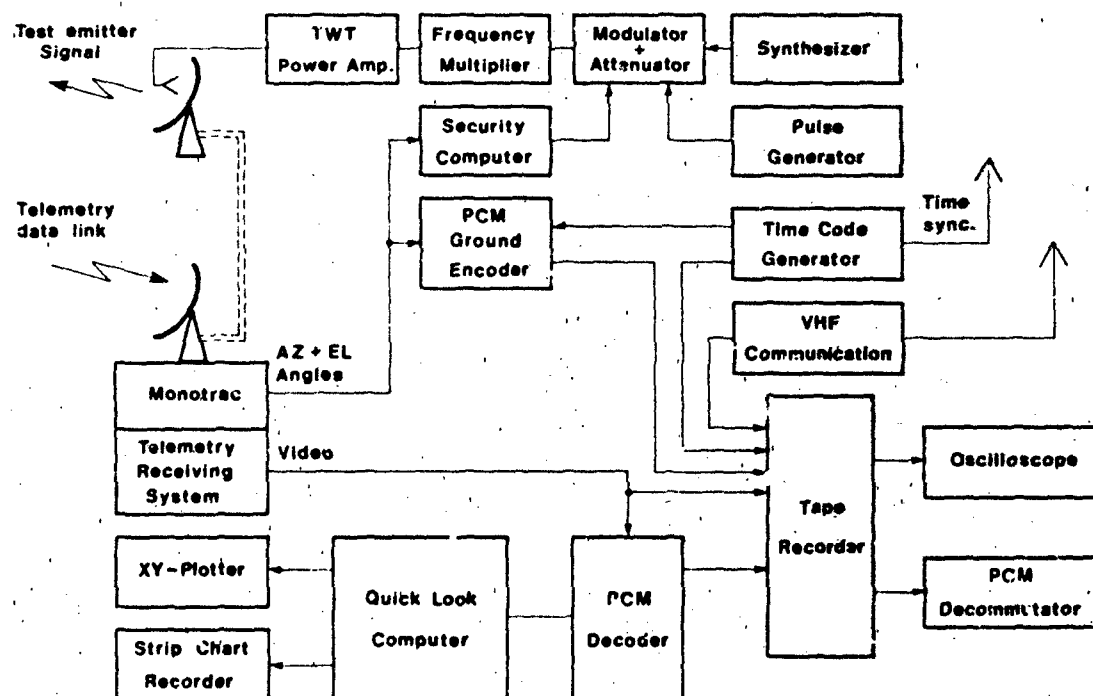 Test emitter
Signal
TWT
Power Amp.
Frequency
Multiplier
Modulator
+
Attenuator
Synthesizer
Security
Computer
Pulse
Generator
Telemetry
data link
PCM
Ground
Encoder
Time Code
Generator
Time
sync.
VHF
Communication
AZ + EL
Angles
Monotrac
Telemetry
Receiving
System
Video
Tape
Recorder
Oscilloscope
XY-Plotter
Quick Look
Computer
PCM
Decoder
PCM
Decommutator
Strip Chart
Recorder